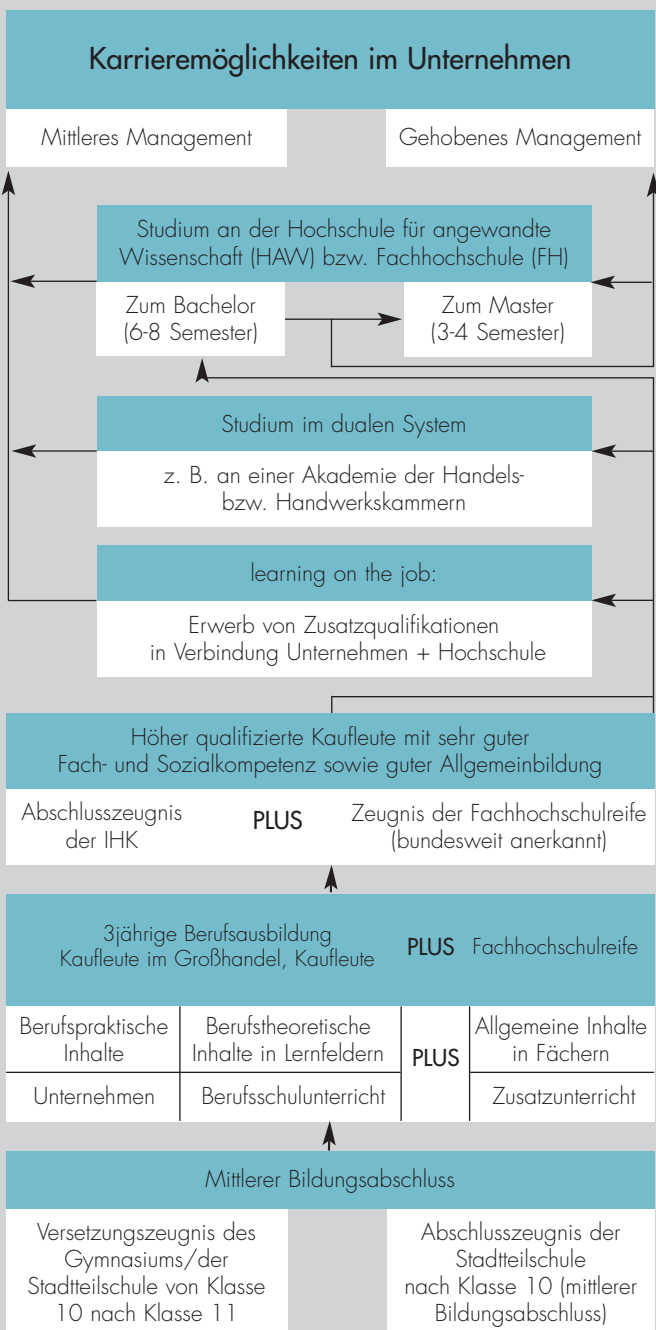 Karrieremöglichkeiten im Unternehmen
Mittleres Management
Gehobenes Management
Studium an der Hochschule für angewandte
Wissenschaft (HAW) bzw. Fachhochschule (FH)
Zum Bachelor
(6-8 Semester)
Zum Master
(3-4 Semester)
Studium im dualen System
z. B. an einer Akademie der Handels-
bzw. Handwerkskammern
learning on the job:
Erwerb von Zusatzqualifikationen
in Verbindung Unternehmen + Hochschule
Höher qualifizierte Kaufleute mit sehr guter
Fach- und Sozialkompetenz sowie guter Allgemeinbildung
Abschlusszeugnis
der IHK
PLUS
Zeugnis der Fachhochschulreife
(bundesweit anerkannt)
3jährige Berufsausbildung
Kaufleute im Großhandel, Kaufleute
PLUS
Fachhochschulreife
Berufspraktische
Inhalte
Berufstheoretische
Inhalte in Lernfeldern
PLUS
Allgemeine Inhalte
in Fächern
Unternehmen
Berufsschulunterricht
Zusatzunterricht
Mittlerer Bildungsabschluss
Versetzungszeugnis des
Gymnasiums/der
Stadtteilschule von Klasse
10 nach Klasse 11
Abschlusszeugnis der
Stadtteilschule
nach Klasse 10 (mittlerer
Bildungsabschluss)